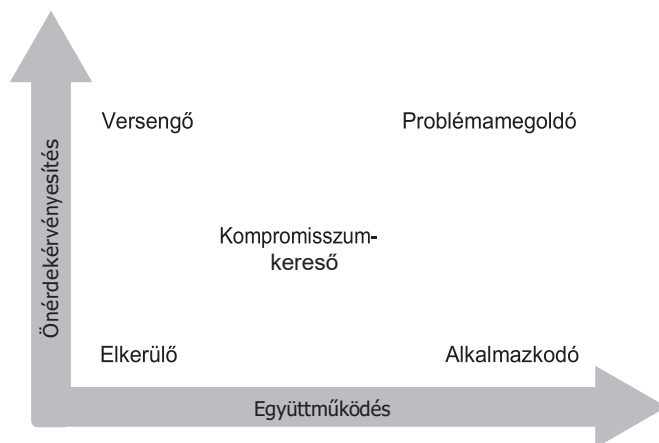 Önérdekérvényesítés
Versengő
Problémamegoldó
Kompromisszum-
kereső
Elkerülő
Alkalmazkodó
Együttműködés